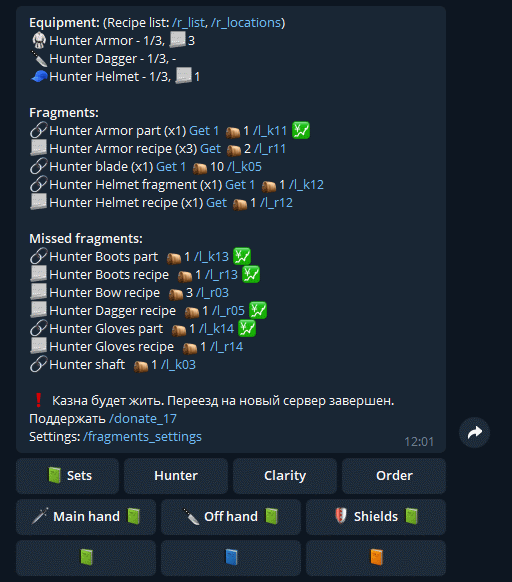 Equipment: (Recipe list: /r_list, /r_locations)
Hunter Armor - 1/3, 3
Hunter Dagger - 1/3, -
Hunter Helmet - 1/3, 1
Fragments:
Hunter Armor part (x1) Get 1 1 /l_k11
Hunter Armor recipe (x3) Get 2 /l_r11
Hunter blade (x1) Get 1 10 /l_k05
Hunter Helmet fragment (x1) Get 1 1 /l_k12
Hunter Helmet recipe (x1) Get 1 /l_r12
Missed fragments:
Hunter Boots part 1 /l_k13
Hunter Boots recipe 1 /l_r13
Hunter Bow recipe 3 /l_r03
Hunter Dagger recipe 1 /l_r05
Hunter Gloves part 1 /l_k14
Hunter Gloves recipe 1 /l_r14
Hunter shaft 1 /l_k03
❗ Казна будет жить. Переезд на новый сервер завершен.
Поддержать /donate_17
Settings: /fragments_settings
12:01
Sets Hunter Clarity Order
Main hand Off hand Shields